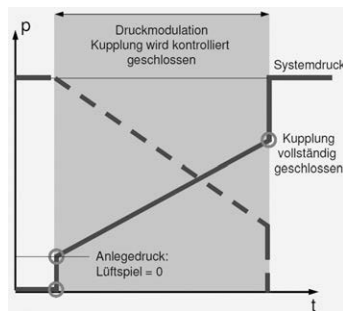 p
Druckmodulation
Kupplung wird kontrolliert
geschlossen
Systemdruck
Kupplung
vollständig
geschlossen
Anlegedruck:
Lüftspiel = 0
t